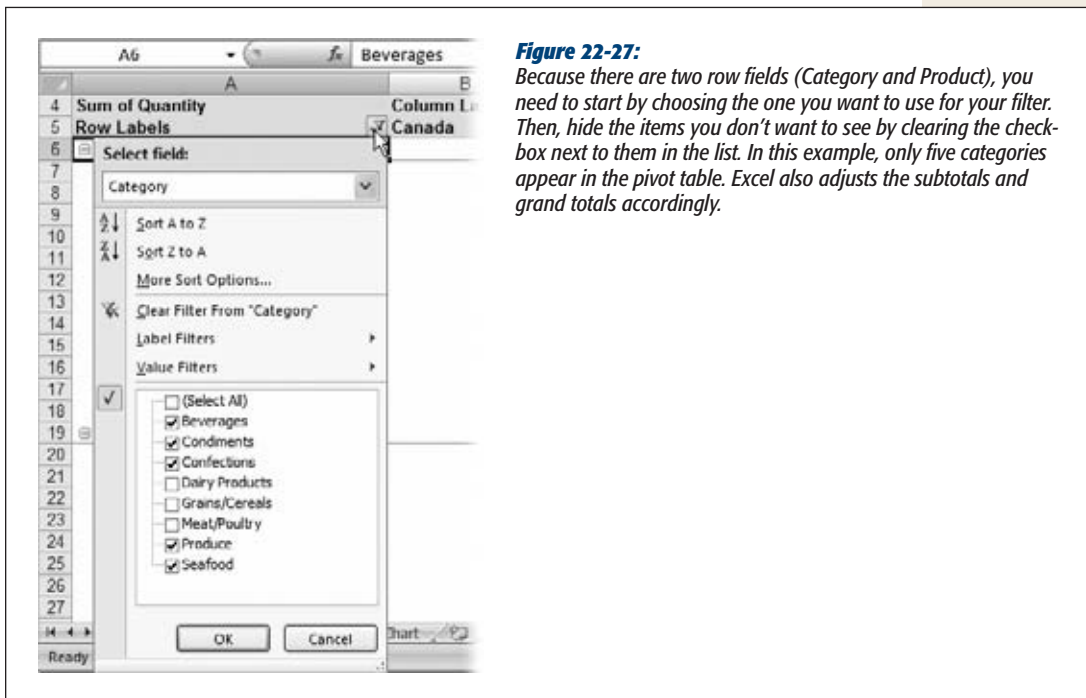 A6
fx
Beverages
A
B
4 Sum of Quantity
5 Row Labels
Canada
6
7
8
9
10
11
12
13
14
15
16
17
18
19
20
21
22
23
24
25
26
27
Select field:
Category
Sort A to Z
Sort Z to A
More Sort Options...
Clear Filter From "Category"
Label Filters
Value Filters
(Select All)
Beverages
Condiments
Confections
Dairy Products
Grains/Cereals
Meat/Poultry
Produce
Seafood
OK
Cancel
Ready
Figure 22-27:
Because there are two row fields (Category and Product), you
need to start by choosing the one you want to use for your filter.
Then, hide the items you don't want to see by clearing the check-
box next to them in the list. In this example, only five categories
appear in the pivot table. Excel also adjusts the subtotals and
grand totals accordingly.